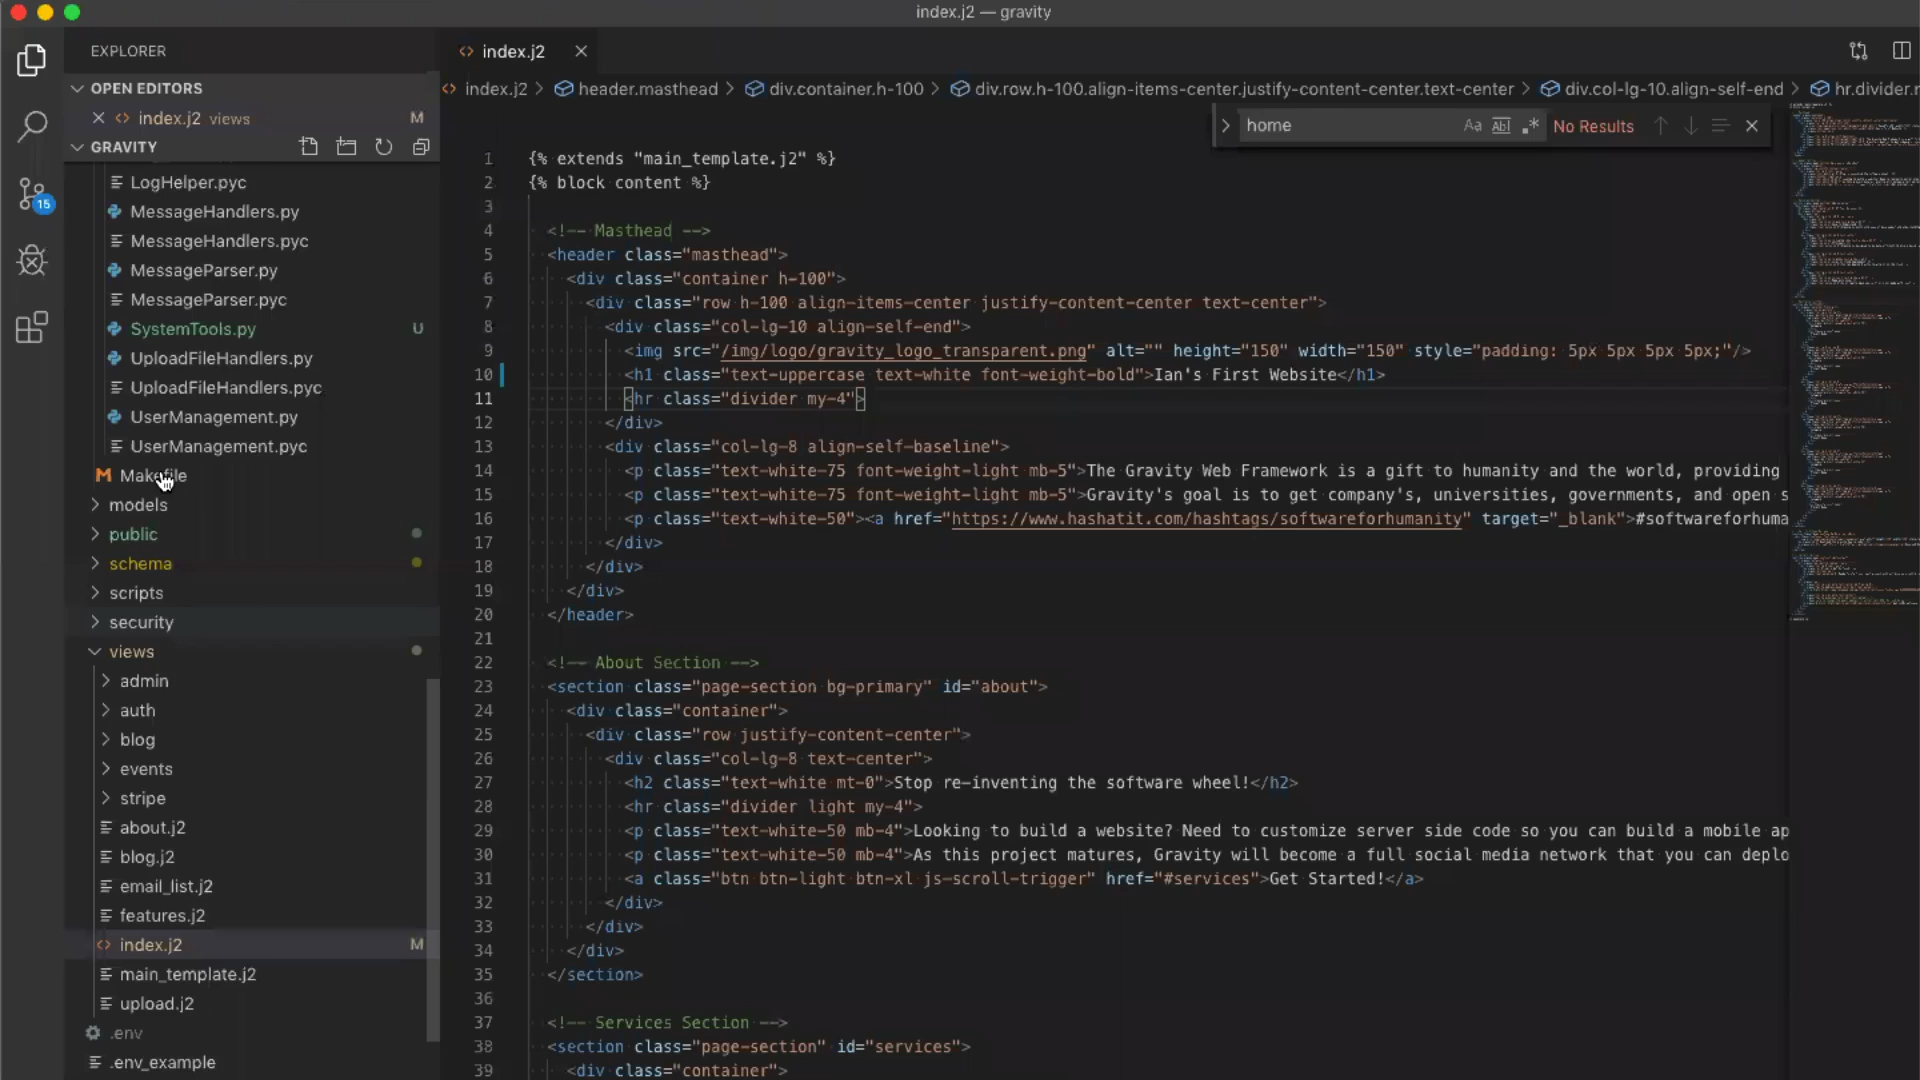 index.j2 — gravity
EXPLORER
OPEN EDITORS
index.j2 views M
GRAVITY
15
LogHelper.pyc
MessageHandlers.py
MessageHandlers.pyc
MessageParser.py
MessageParser.pyc
SystemTools.py U
UploadFileHandlers.py
UploadFileHandlers.pyc
UserManagement.py
UserManagement.pyc
M Makefile
models
public
schema
scripts
security
views
admin
auth
blog
events
stripe
about.j2
blog.j2
email_list.j2
features.j2
index.j2 M
main_template.j2
upload.j2
.env
.env_example
index.j2
index.j2 > header.masthead > div.container.h-100 > div.row.h-100.align-items-center.justify-content-center.text-center > div.col-lg-10.align-self-end > hr.divider.
home Aa Abl .* No Results
1 {% extends "main_template.j2" %}
2 {% block content %}
3
4 <!-- Masthead -->
5 <header class="masthead">
6 <div class="container h-100">
7 <div class="row h-100 align-items-center justify-content-center text-center">
8 <div class="col-lg-10 align-self-end">
9 <img src="/img/logo/gravity_logo_transparent.png" alt="" height="150" width="150" style="padding: 5px 5px 5px 5px;"/>
10 <h1 class="text-uppercase text-white font-weight-bold">Ian's First Website</h1>
11 <hr class="divider my-4">
12 </div>
13 <div class="col-lg-8 align-self-baseline">
14 <p class="text-white-75 font-weight-light mb-5">The Gravity Web Framework is a gift to humanity and the world, providing
15 <p class="text-white-75 font-weight-light mb-5">Gravity's goal is to get company's, universities, governments, and open s
16 <p class="text-white-50"><a href="https://www.hashatit.com/hashtags/softwareforhumanity" target="_blank">#softwareforhuma
17 </div>
18 </div>
19 </div>
20 </header>
21
22 <!-- About Section -->
23 <section class="page-section bg-primary" id="about">
24 <div class="container">
25 <div class="row justify-content-center">
26 <div class="col-lg-8 text-center">
27 <h2 class="text-white mt-0">Stop re-inventing the software wheel!</h2>
28 <hr class="divider light my-4">
29 <p class="text-white-50 mb-4">Looking to build a website? Need to customize server side code so you can build a mobile ap
30 <p class="text-white-50 mb-4">As this project matures, Gravity will become a full social media network that you can deplo
31 <a class="btn btn-light btn-xl js-scroll-trigger" href="#services">Get Started!</a>
32 </div>
33 </div>
34 </div>
35 </section>
36
37 <!-- Services Section -->
38 <section class="page-section" id="services">
39 <div class="container">